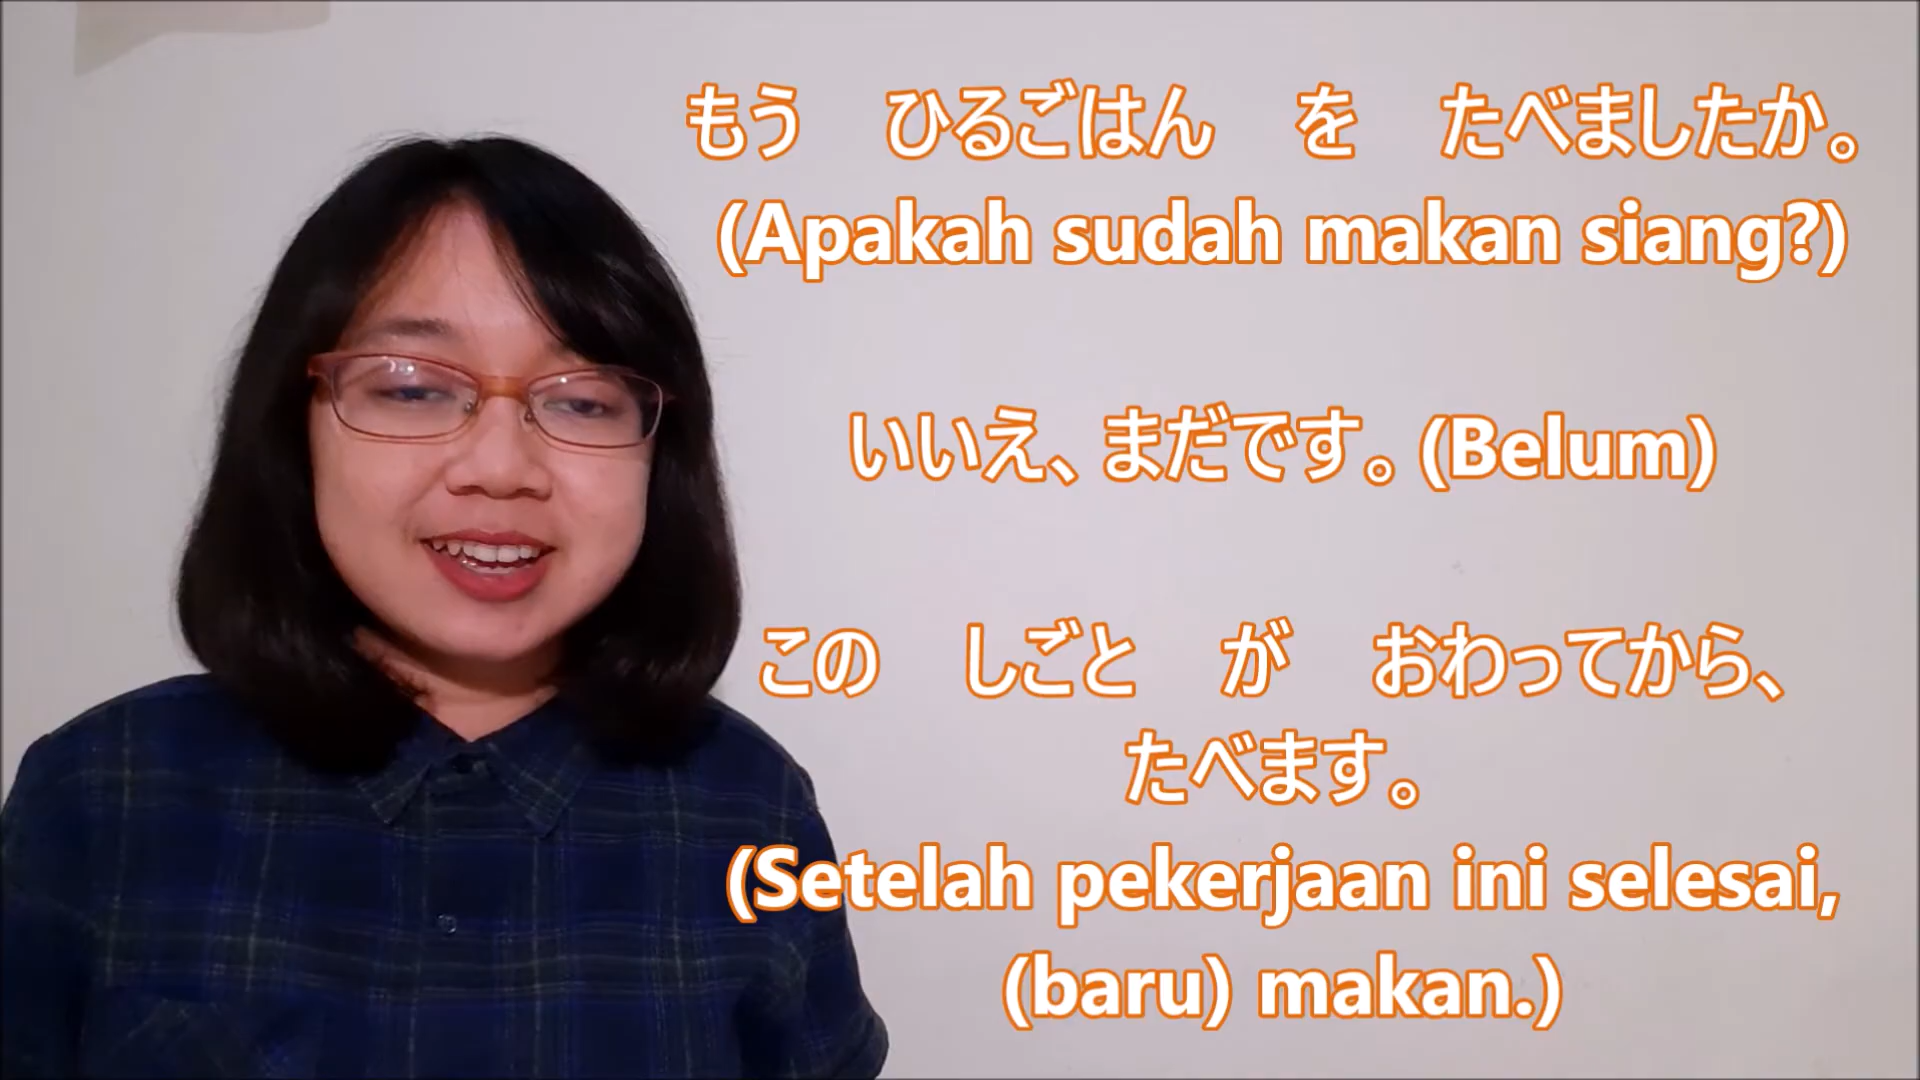 もう　ひるごはん　を　たべましたか。
(Apakah sudah makan siang?)
いいえ、まだです。(Belum)
この　しごと　が　おわってから、
たべます。
(Setelah pekerjaan ini selesai,
(baru) makan.)